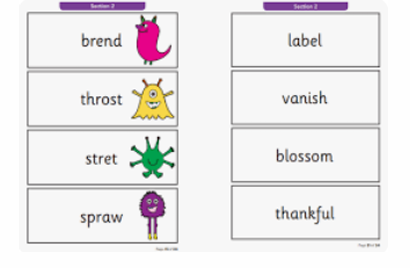 Section 2
brend
throst
stret
spraw
Section 2
label
vanish
blossom
thankful